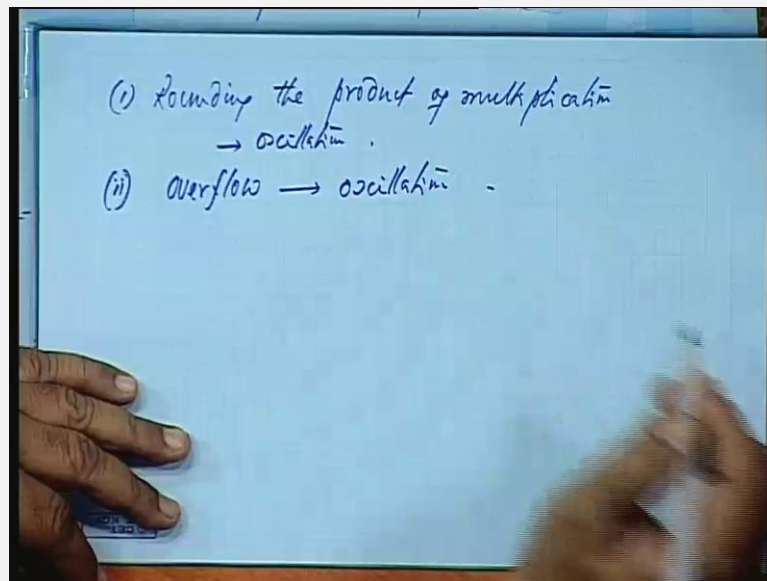 (i) Rounding the product of multiplication
→ oscillation.
(ii) overflow → oscillation.